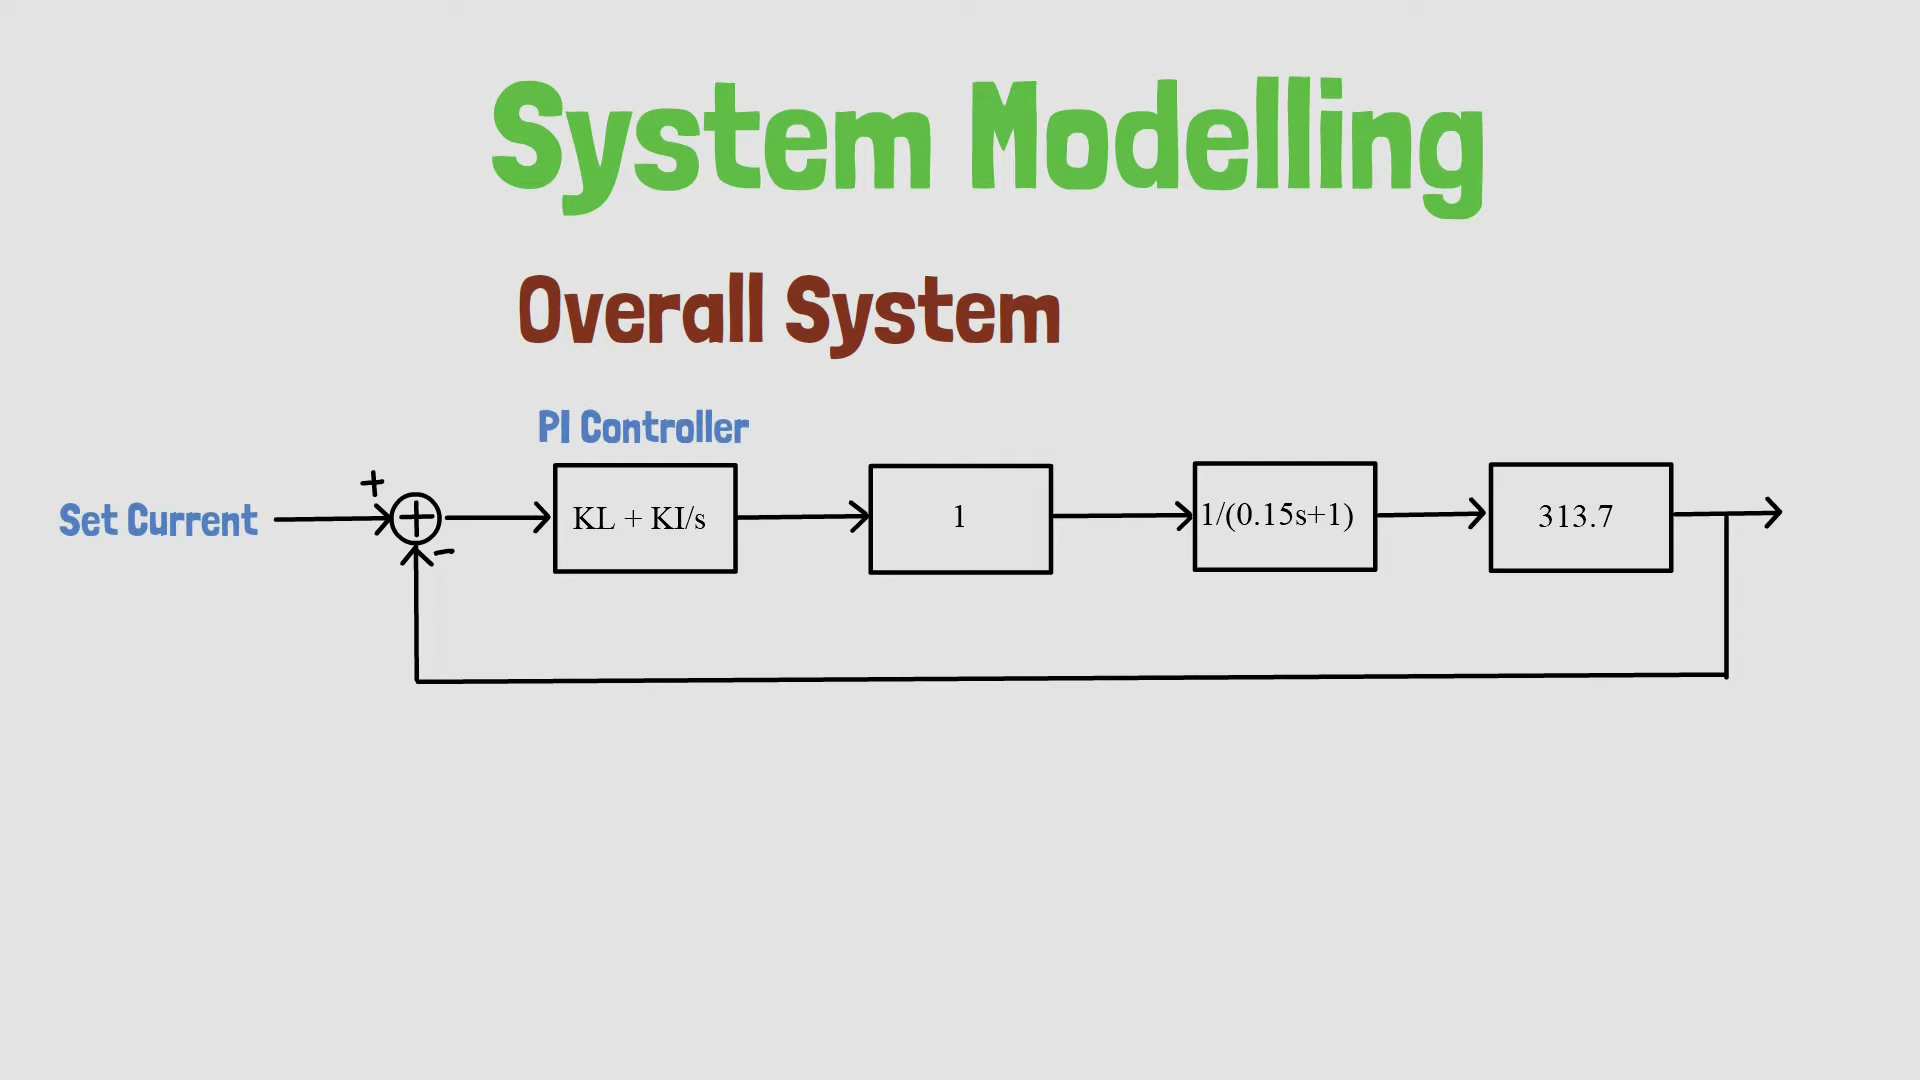 System Modelling
Overall System
PI Controller
Set Current
+
-
KL + KI/s
1
1/(0.15s+1)
313.7